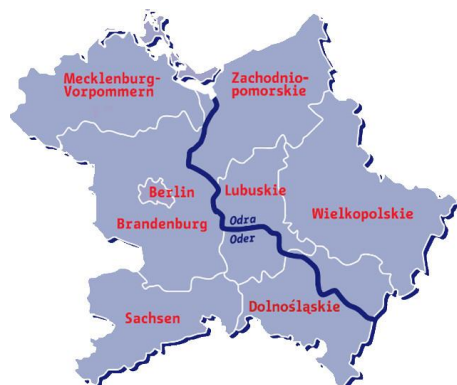 Mecklenburg-
Vorpommern
Zachodnio-
pomorskie
Berlin
Lubuskie
Brandenburg
Odra
Oder
Wielkopolskie
Sachsen
Dolnośląskie